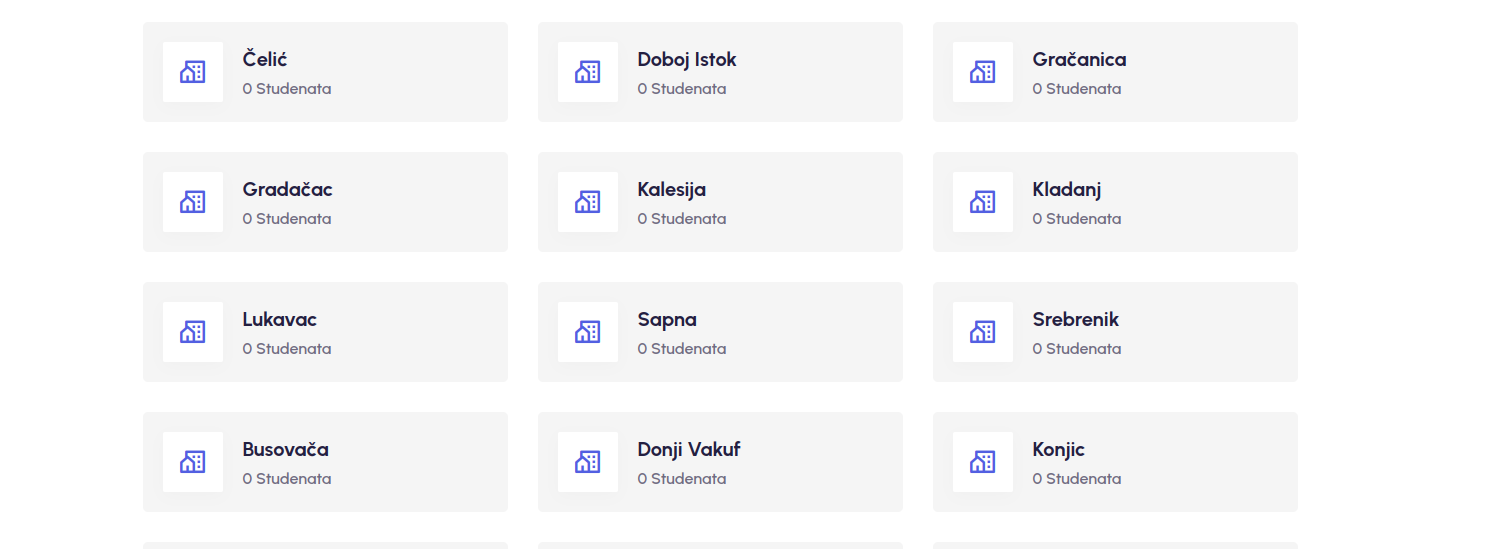 Čelić
0 Studenata
Doboj Istok
0 Studenata
Gračanica
0 Studenata
Gradačac
0 Studenata
Kalesija
0 Studenata
Kladanj
0 Studenata
Lukavac
0 Studenata
Sapna
0 Studenata
Srebrenik
0 Studenata
Busovača
0 Studenata
Donji Vakuf
0 Studenata
Konjic
0 Studenata